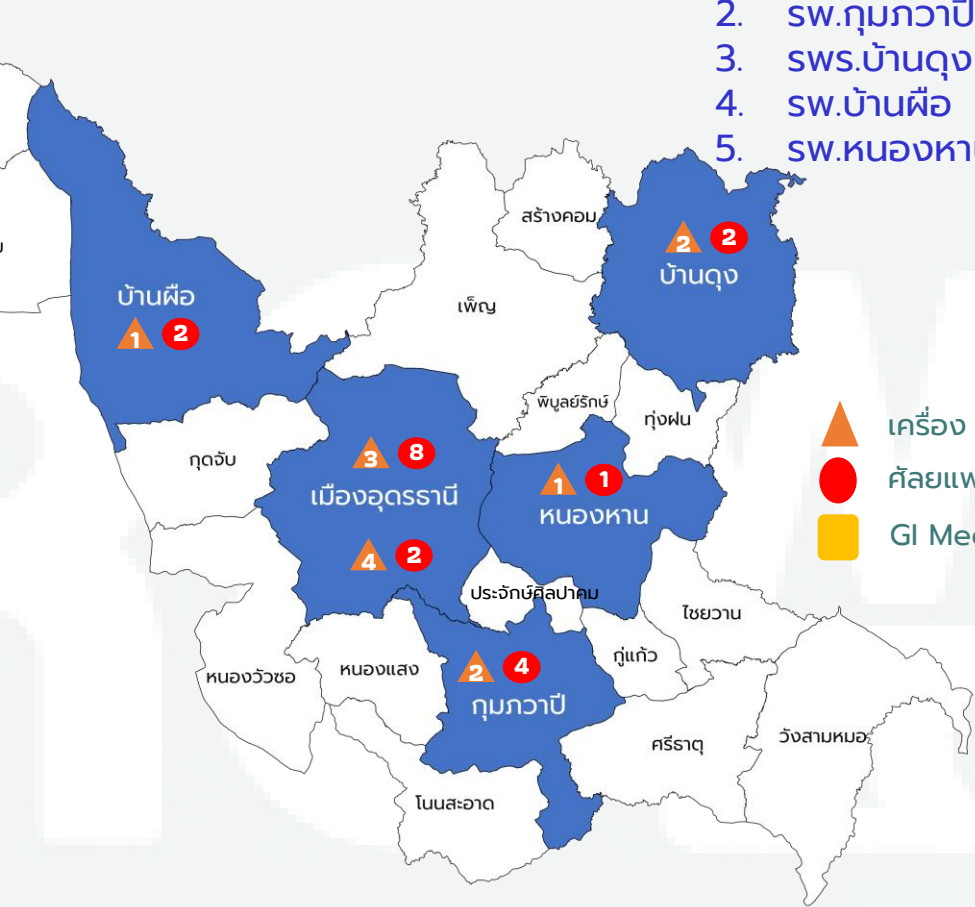 2. รพ.กุมภวาปี
3. รพร.บ้านดุง
4. รพ.บ้านผือ
5. รพ.หนองหาน
สร้างคอม
2 2
บ้านดุง
บ้านผือ
1 2
เพ็ญ
พิบูลย์รักษ์
ทุ่งฝน
เครื่อง
กุดจับ
3 8
เมืองอุดรธานี
1 1
หนองหาน
ศัลยแพ
GI Med
4 2
ประจักษ์ศิลปาคม
ไชยวาน
หนองวัวซอ
หนองแสง
2 4
กุมภวาปี
กู่แก้ว
ศรีธาตุ
วังสามหมอ
โนนสะอาด